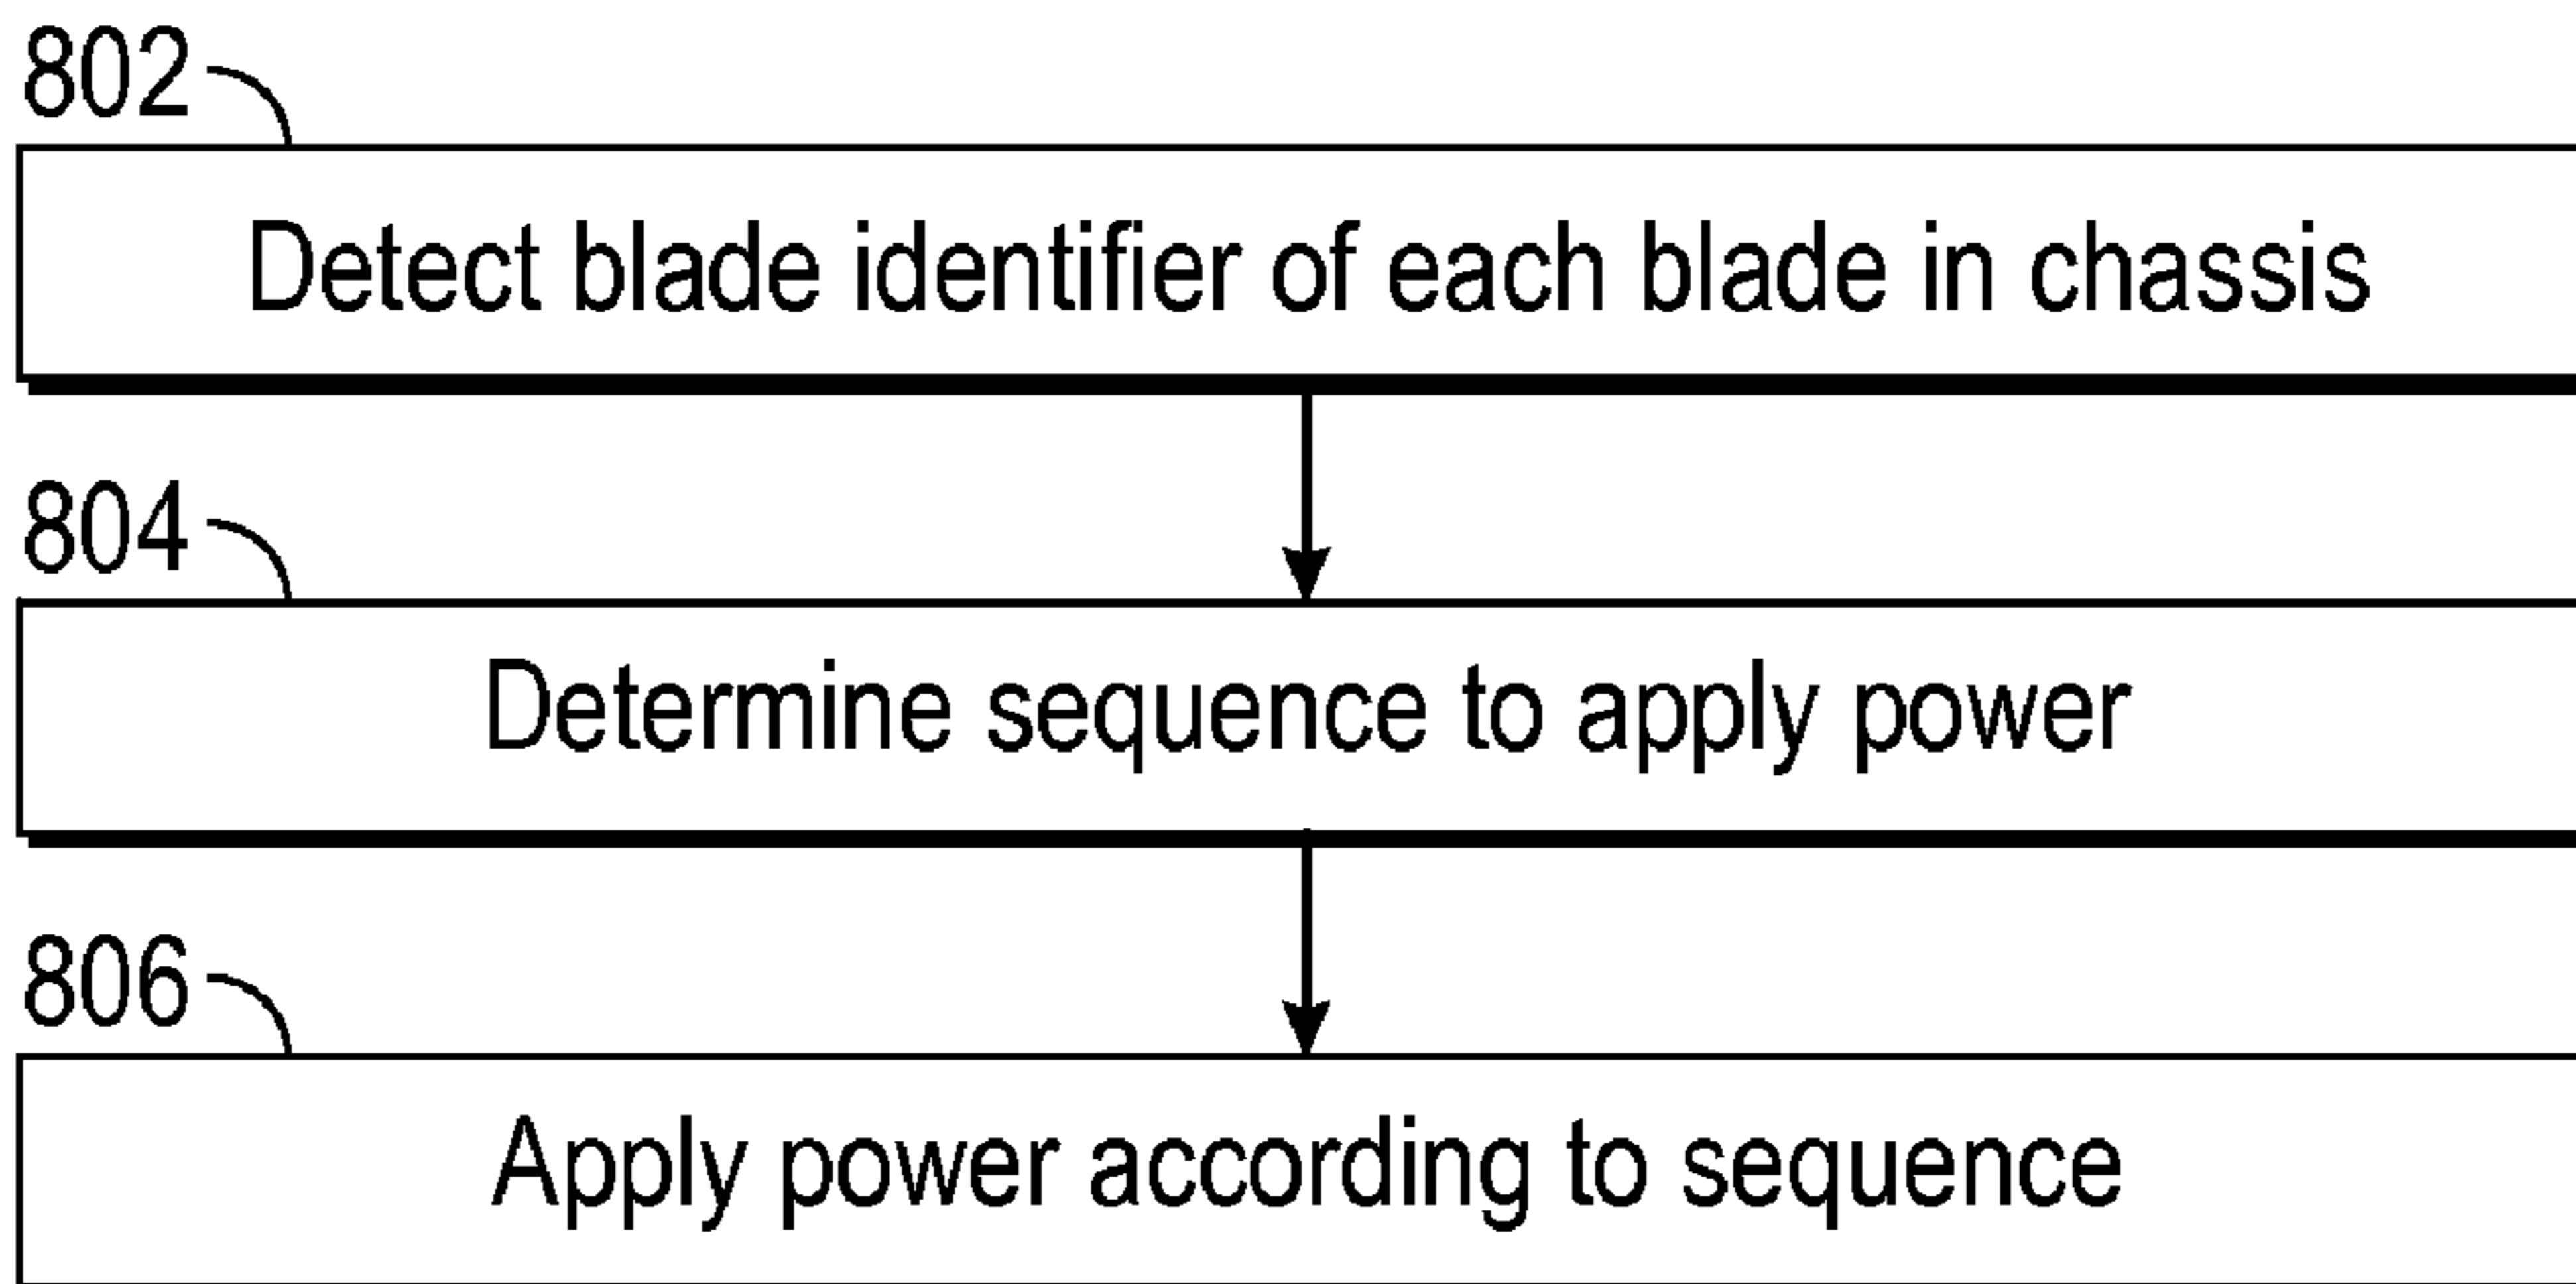 802
Detect blade identifier of each blade in chassis
804
Determine sequence to apply power
806
Apply power according to sequence